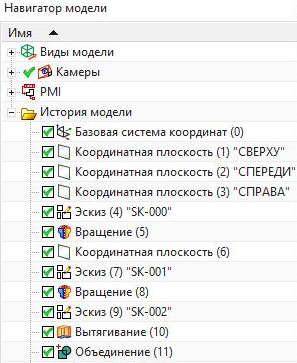 Навигатор модели
Имя
Виды модели
Камеры
PMI
История модели
Базовая система координат (0)
Координатная плоскость (1) "СВЕРХУ"
Координатная плоскость (2) "СПЕРЕДИ"
Координатная плоскость (3) "СПРАВА"
Эскиз (4) "SK-000"
Вращение (5)
Координатная плоскость (6)
Эскиз (7) "SK-001"
Вращение (8)
Эскиз (9) "SK-002"
Вытягивание (10)
Объединение (11)